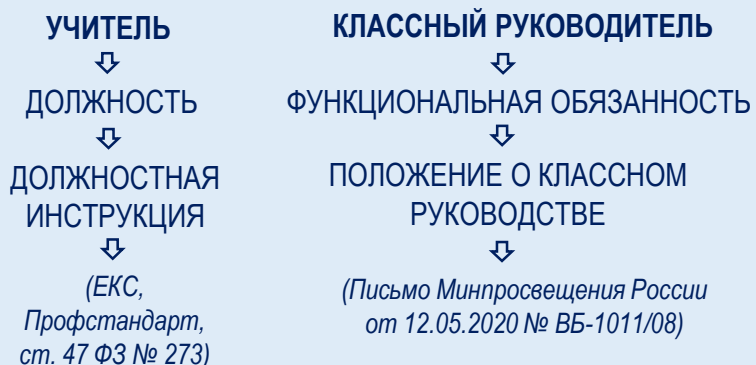 УЧИТЕЛЬ
ДОЛЖНОСТЬ
ДОЛЖНОСТНАЯ
ИНСТРУКЦИЯ
(ЕКС,
Профстандарт,
ст. 47 ФЗ № 273)
КЛАССНЫЙ РУКОВОДИТЕЛЬ
ФУНКЦИОНАЛЬНАЯ ОБЯЗАННОСТЬ
ПОЛОЖЕНИЕ О КЛАССНОМ
РУКОВОДСТВЕ
(Письмо Минпросвещения России
от 12.05.2020 № ВБ-1011/08)